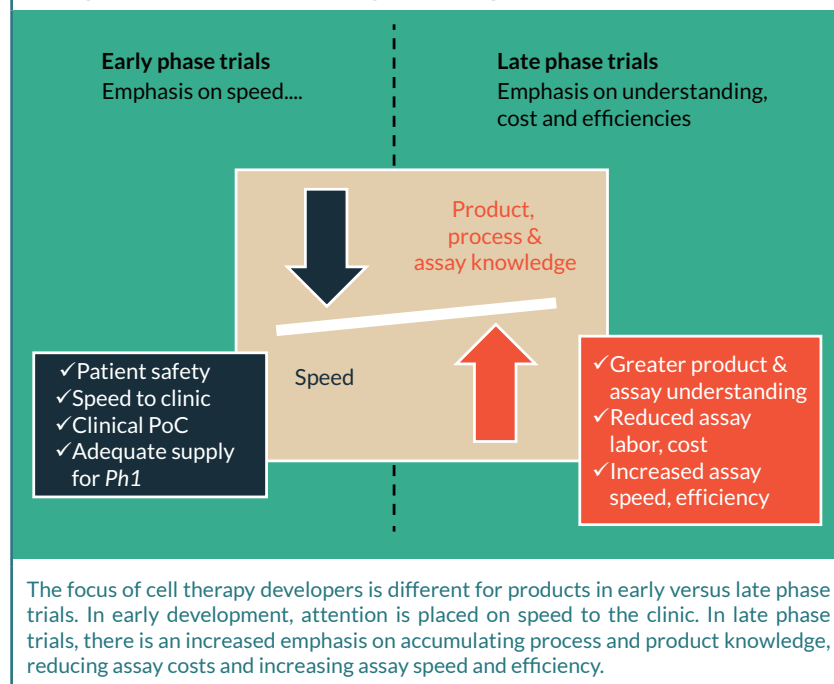 Early phase trials
Emphasis on speed....
Late phase trials
Emphasis on understanding,
cost and efficiencies
Product,
process &
assay knowledge
Speed
✓Patient safety
✓Speed to clinic
✓Clinical PoC
✓Adequate supply
for Ph1
✓Greater product &
assay understanding
✓Reduced assay
labor, cost
✓Increased assay
speed, efficiency
The focus of cell therapy developers is different for products in early versus late phase
trials. In early development, attention is placed on speed to the clinic. In late phase
trials, there is an increased emphasis on accumulating process and product knowledge,
reducing assay costs and increasing assay speed and efficiency.